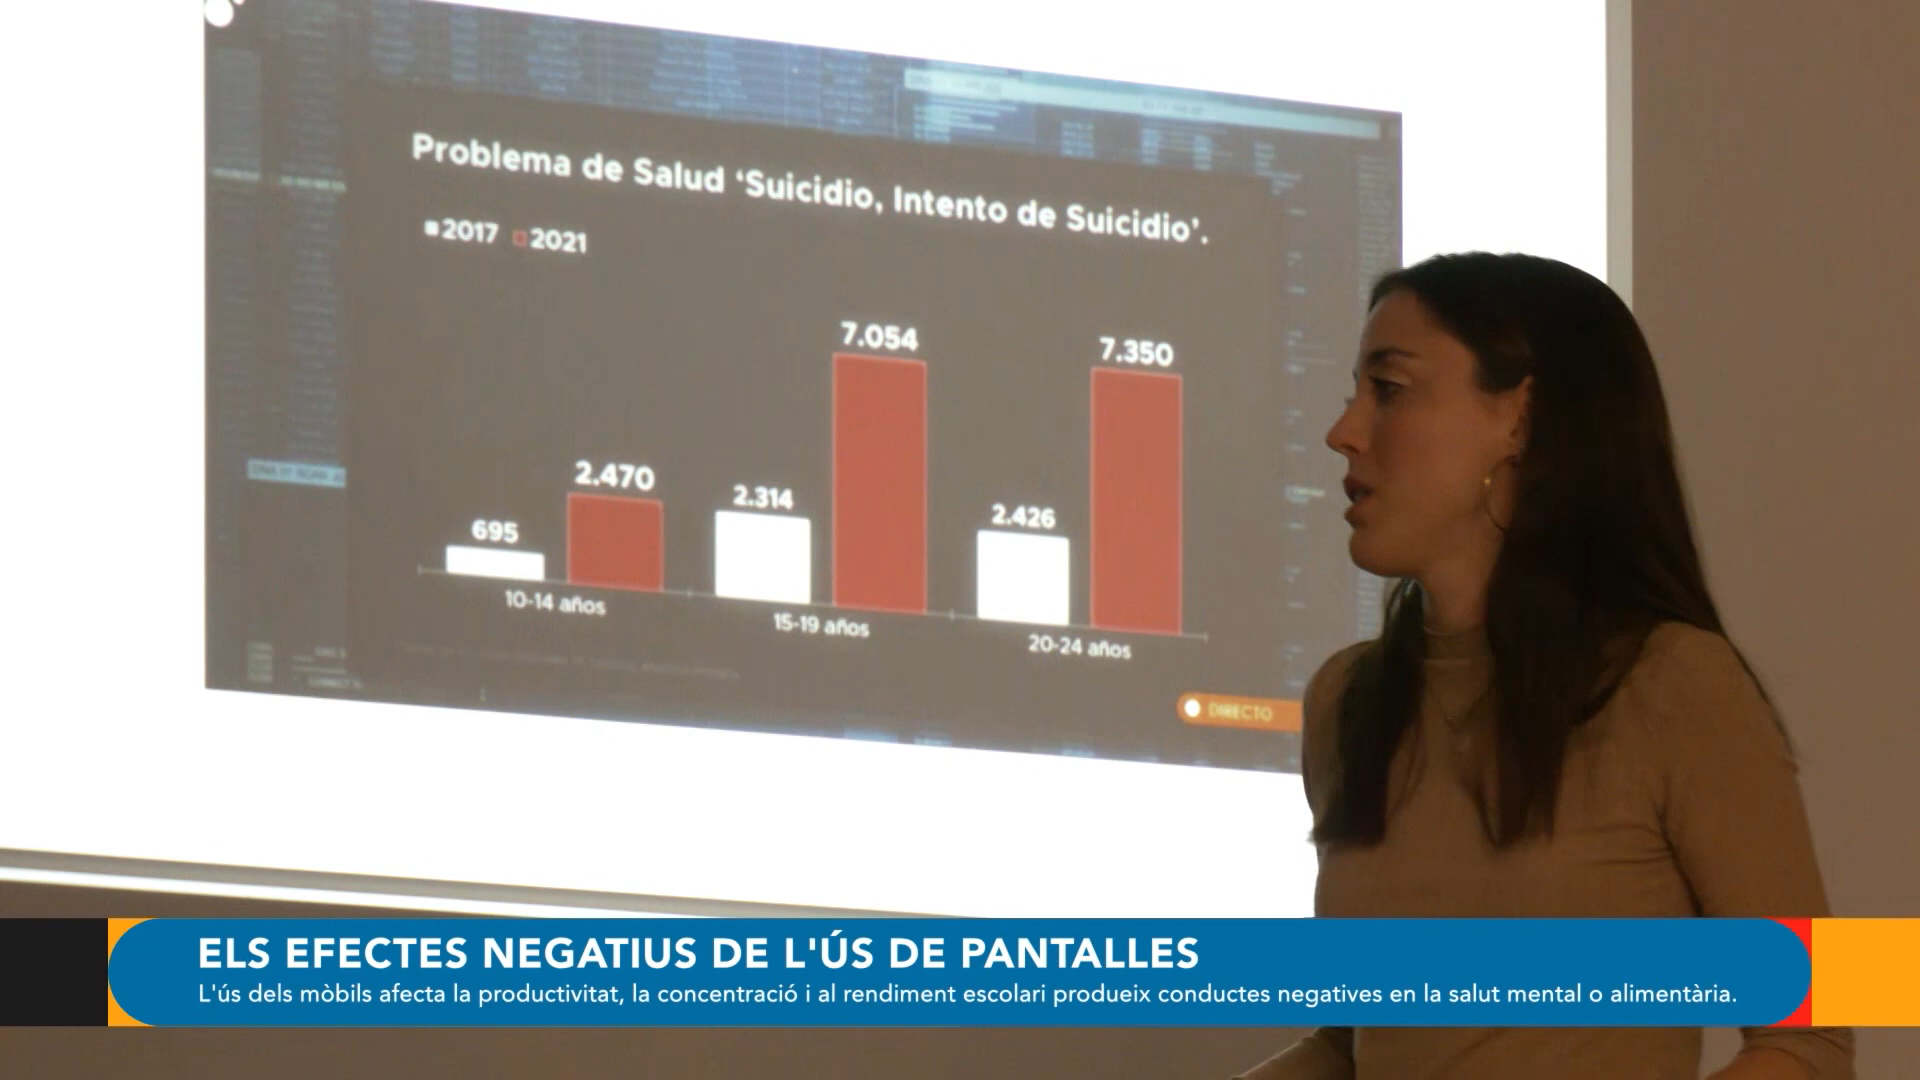 Problema de Salud ‘Suicidio, Intento de Suicidio’.
2017 2021
7.054
7.350
2.470
2.314
2.426
695
10-14 años
15-19 años
20-24 años
DIRECTO
ELS EFECTES NEGATIUS DE L'ÚS DE PANTALLES
L'ús dels mòbils afecta la productivitat, la concentració i al rendiment escolari produeix conductes negatives en la salut mental o alimentària.